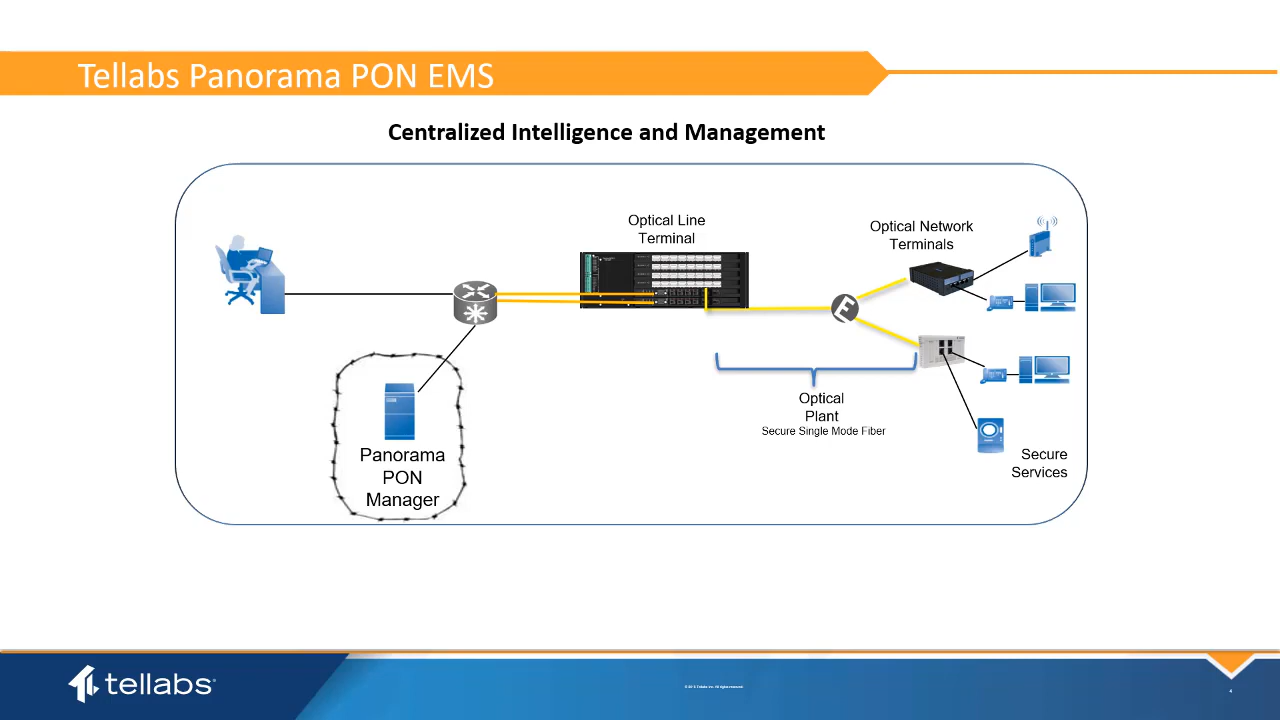 Tellabs Panorama PON EMS
Centralized Intelligence and Management
Optical Line
Terminal
Optical Network
Terminals
Optical
Plant
Secure Single Mode Fiber
Panorama
PON
Manager
Secure
Services
tellabs
4